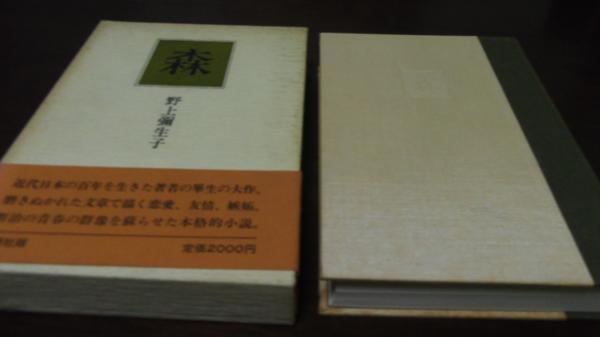 森
野上彌生子
近代日本の百年を生きた著者の畢生の大作。
磨きぬかれた文章で描く恋愛、友情、嫉妬。
明治の青春の群像を蘇らせた本格的小説。
定価2000円